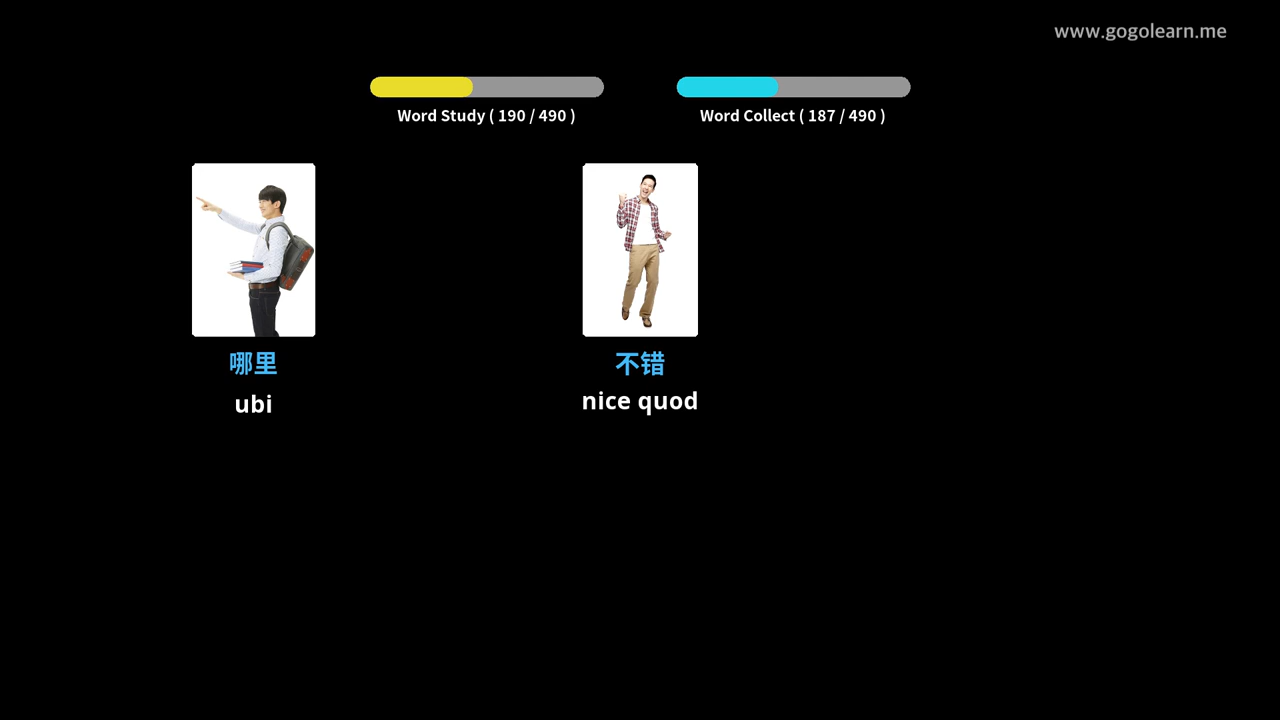 www.gogolearn.me
Word Study ( 190 / 490 )
Word Collect ( 187 / 490 )
哪里
ubi
不错
nice quod